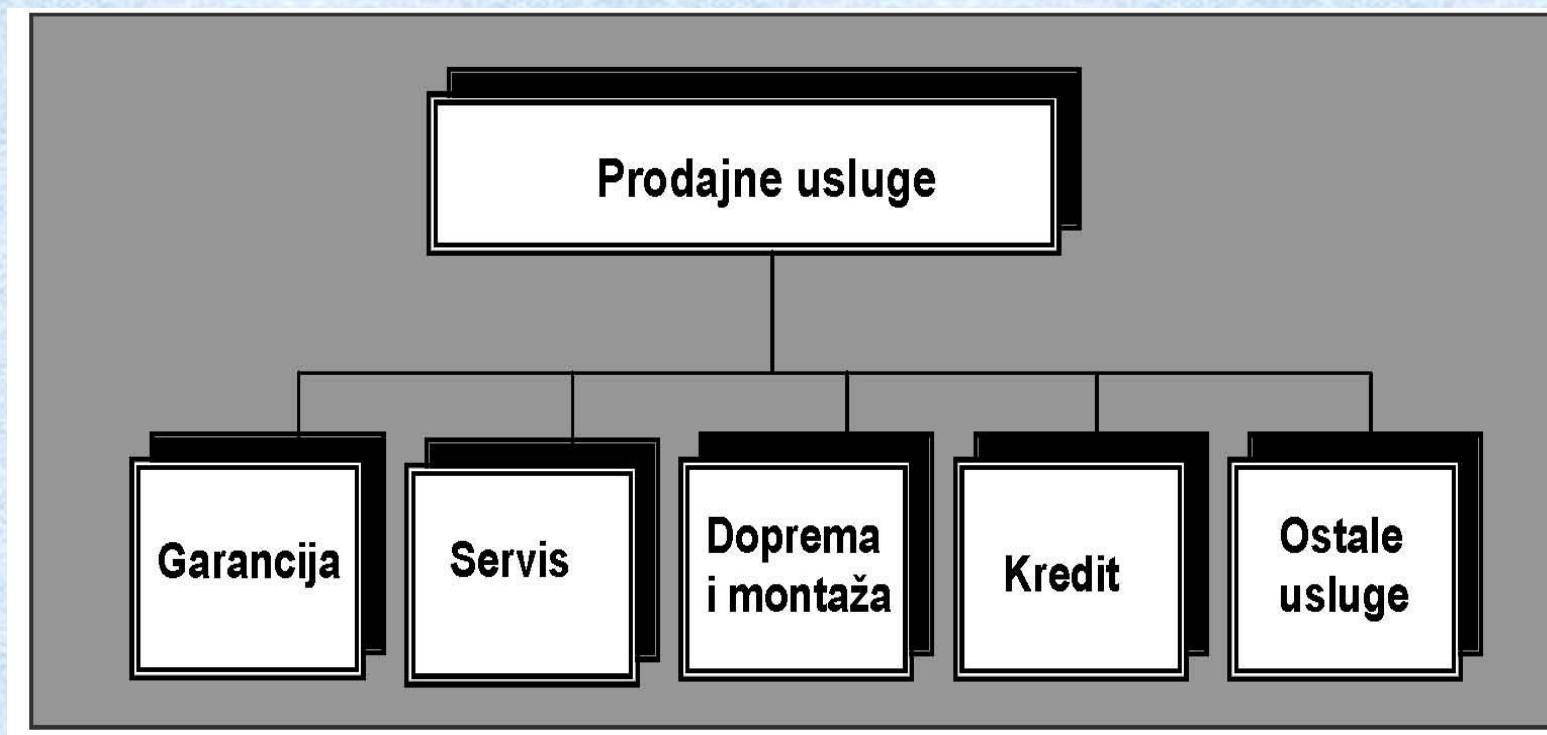 Prodajne usluge
Garancija
Servis
Doprema
i montaža
Kredit
Ostale
usluge